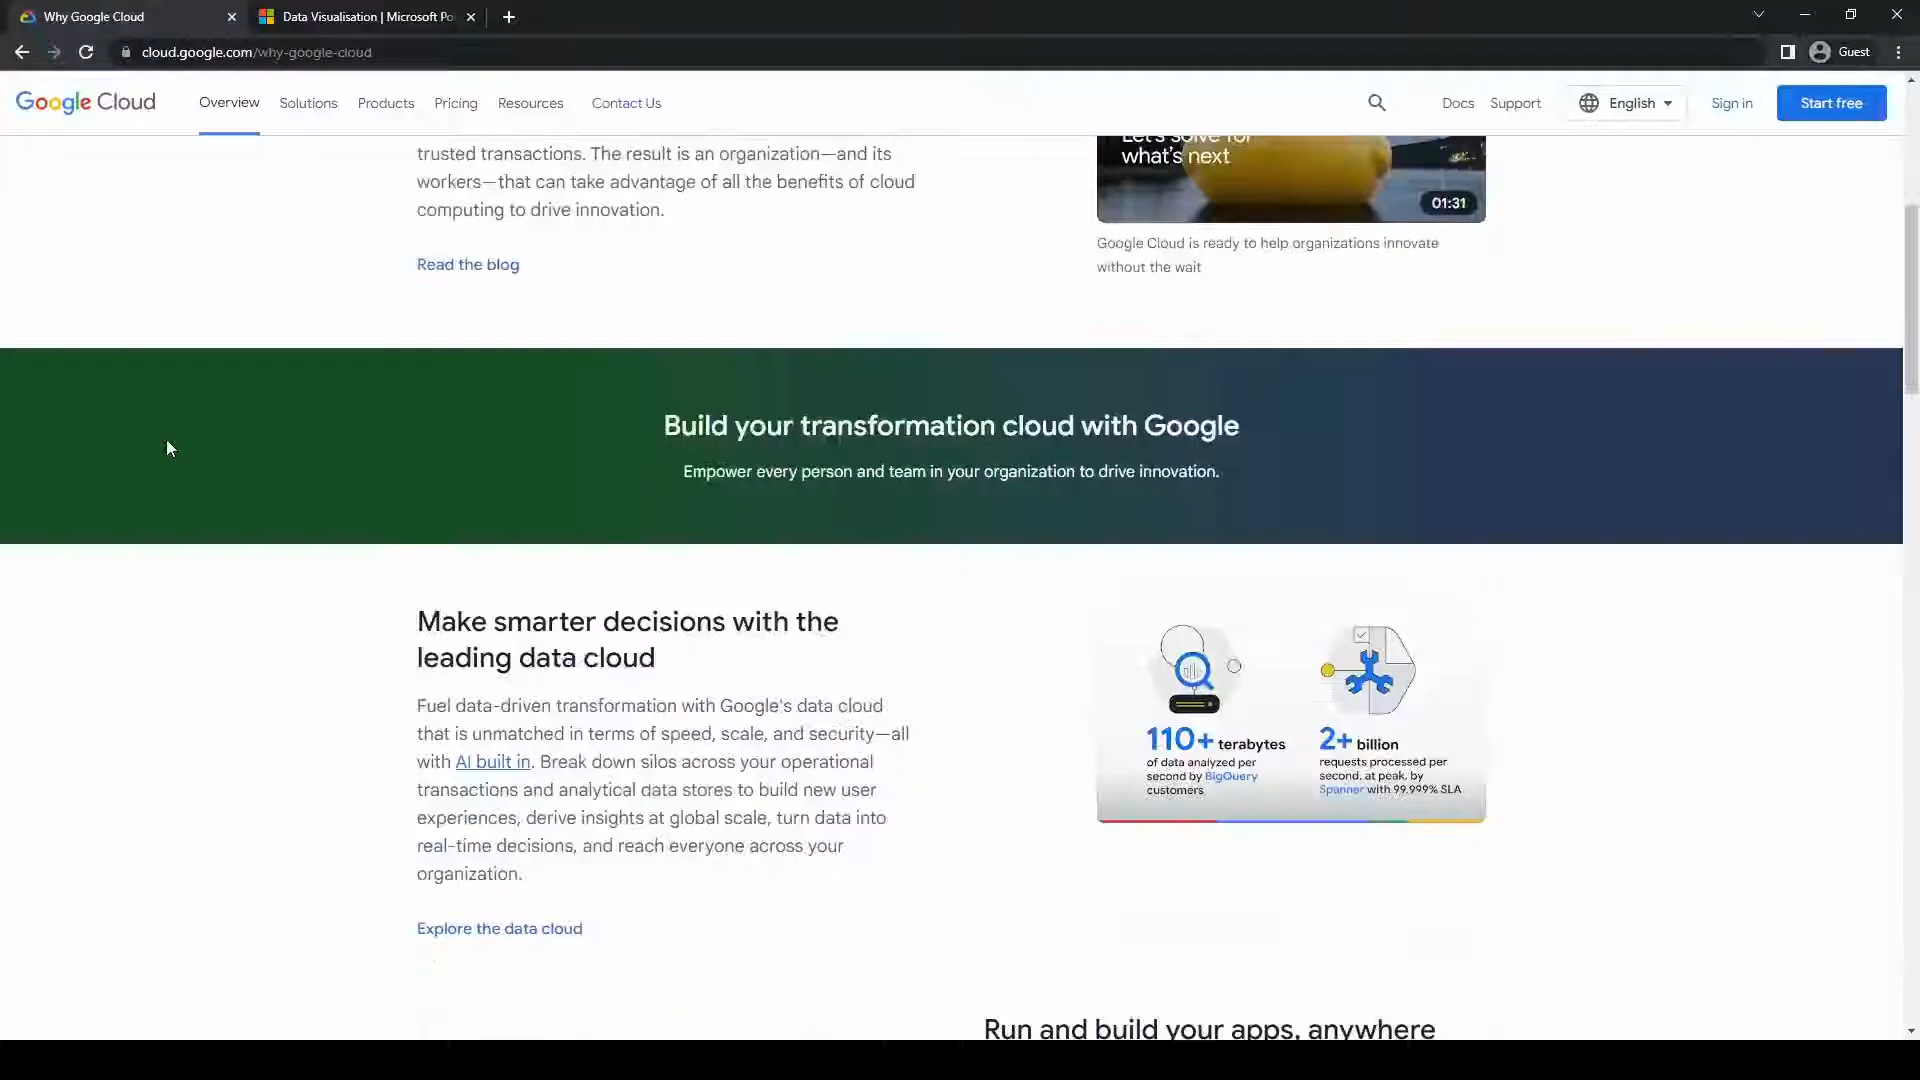 Why Google Cloud
Data Visualisation | Microsoft Po
cloud.google.com/why-google-cloud
Guest
Google Cloud
Overview
Solutions
Products
Pricing
Resources
Contact Us
Docs
Support
English
Sign in
Start free
trusted transactions. The result is an organization—and its
workers—that can take advantage of all the benefits of cloud
computing to drive innovation.
Read the blog
Let's solve for
what's next
01:31
Google Cloud is ready to help organizations innovate
without the wait
Build your transformation cloud with Google
Empower every person and team in your organization to drive innovation.
Make smarter decisions with the
leading data cloud
Fuel data-driven transformation with Google's data cloud
that is unmatched in terms of speed, scale, and security—all
with AI built in. Break down silos across your operational
transactions and analytical data stores to build new user
experiences, derive insights at global scale, turn data into
real-time decisions, and reach everyone across your
organization.
Explore the data cloud
110+ terabytes
of data analyzed per
second by BigQuery
customers
2+ billion
requests processed per
second, at peak, by
Spanner with 99.999% SLA
Run and build your apps, anywhere